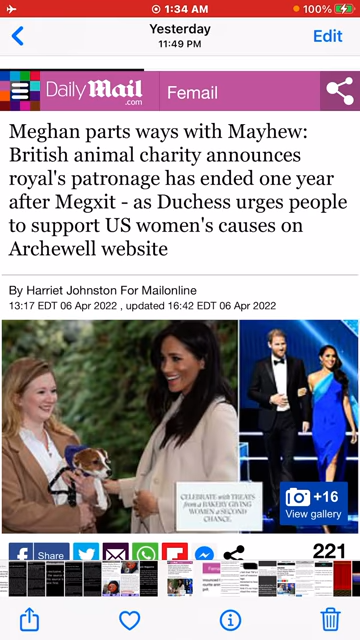 1:34 AM
100%
Yesterday
11:49 PM
Edit
Daily Mail
.com
Femail
Meghan parts ways with Mayhew:
British animal charity announces
royal's patronage has ended one year
after Megxit - as Duchess urges people
to support US women's causes on
Archewell website
By Harriet Johnston For Mailonline
13:17 EDT 06 Apr 2022 , updated 16:42 EDT 06 Apr 2022
CELEBRATE with TREATS
from a BAKERY GIVING
WOMEN a SECOND
CHANCE.
+16
View gallery
Share
221